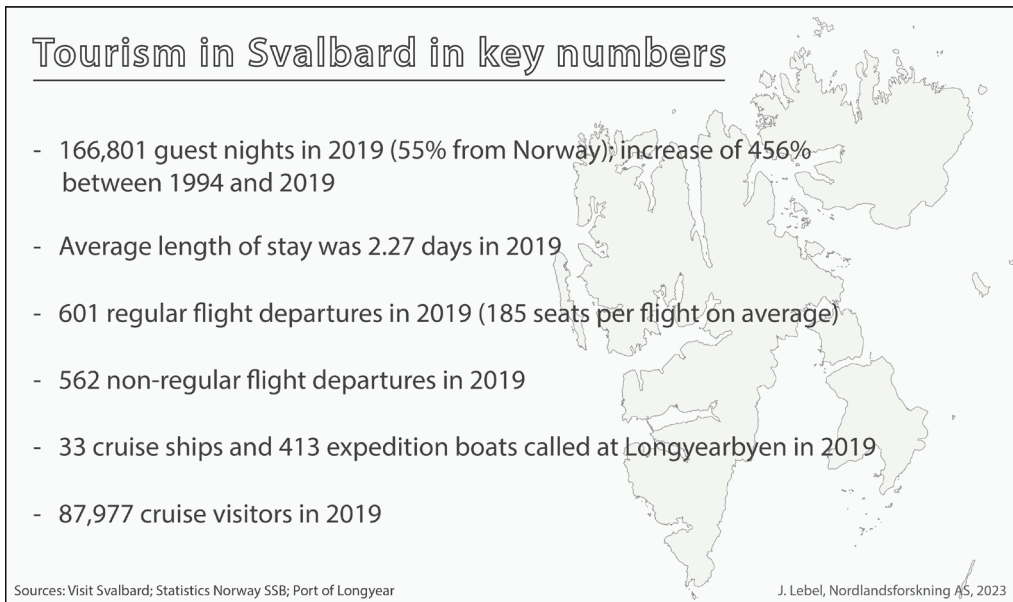 Tourism in Svalbard in key numbers
- 166,801 guest nights in 2019 (55% from Norway); increase of 456%
between 1994 and 2019
- Average length of stay was 2.27 days in 2019
- 601 regular flight departures in 2019 (185 seats per flight on average)
- 562 non-regular flight departures in 2019
- 33 cruise ships and 413 expedition boats called at Longyearbyen in 2019
- 87,977 cruise visitors in 2019
Sources: Visit Svalbard; Statistics Norway SSB; Port of Longyear
J. Lebel, Nordlandsforskning AS, 2023